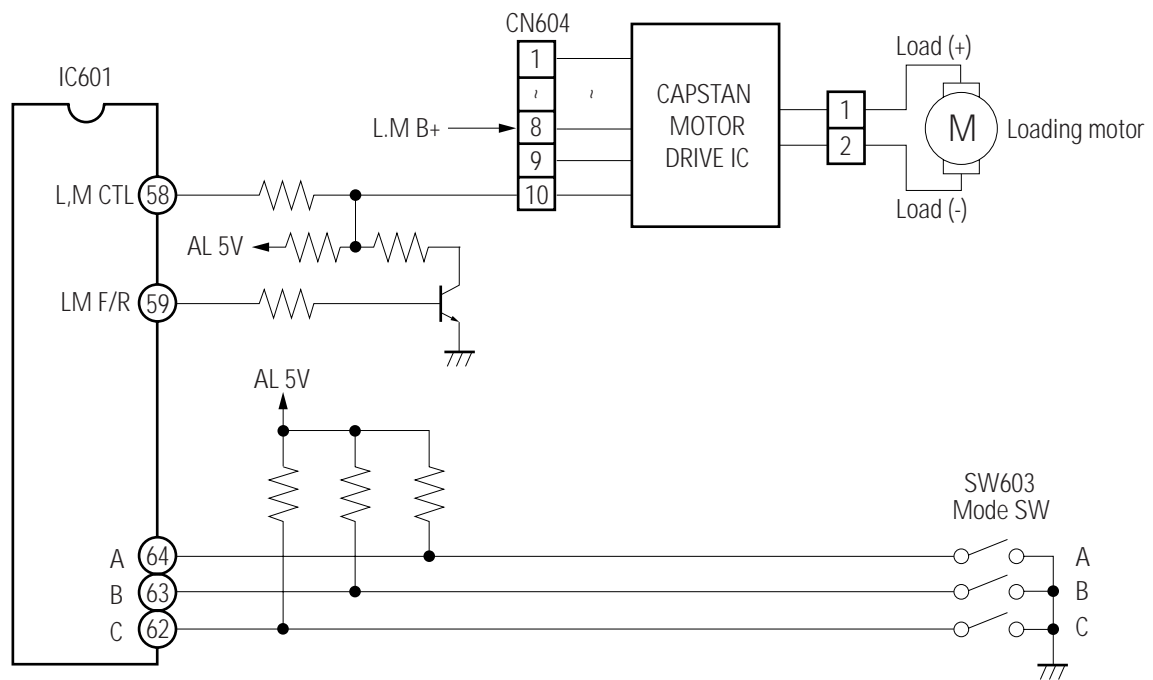 CN604
IC601
1
~
8
9
10
~
L.M B+
CAPSTAN
MOTOR
DRIVE IC
1
2
Load (+)
M
Loading motor
Load (-)
L,M CTL
58
AL 5V
LM F/R
59
AL 5V
SW603
Mode SW
A
64
A
B
63
B
C
62
C